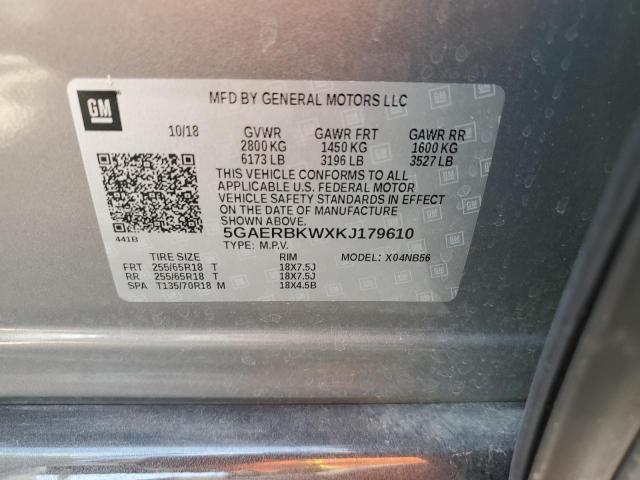 GM
MFD BY GENERAL MOTORS LLC
10/18 GVWR GAWR FRT GAWR RR
2800 KG 1450 KG 1600 KG
6173 LB 3196 LB 3527 LB
THIS VEHICLE CONFORMS TO ALL
APPLICABLE U.S. FEDERAL MOTOR
VEHICLE SAFETY STANDARDS IN EFFECT
ON THE DATE OF MANUFACTURE
SHOWN ABOVE.
441B 5GAERBKWXKJ179610
TYPE: M.P.V. MODEL: X04NB56
TIRE SIZE RIM
FRT 255/65R18 T 18X7.5J
RR 255/65R18 T 18X7.5J
SPA T135/70R18 M 18X4.5B